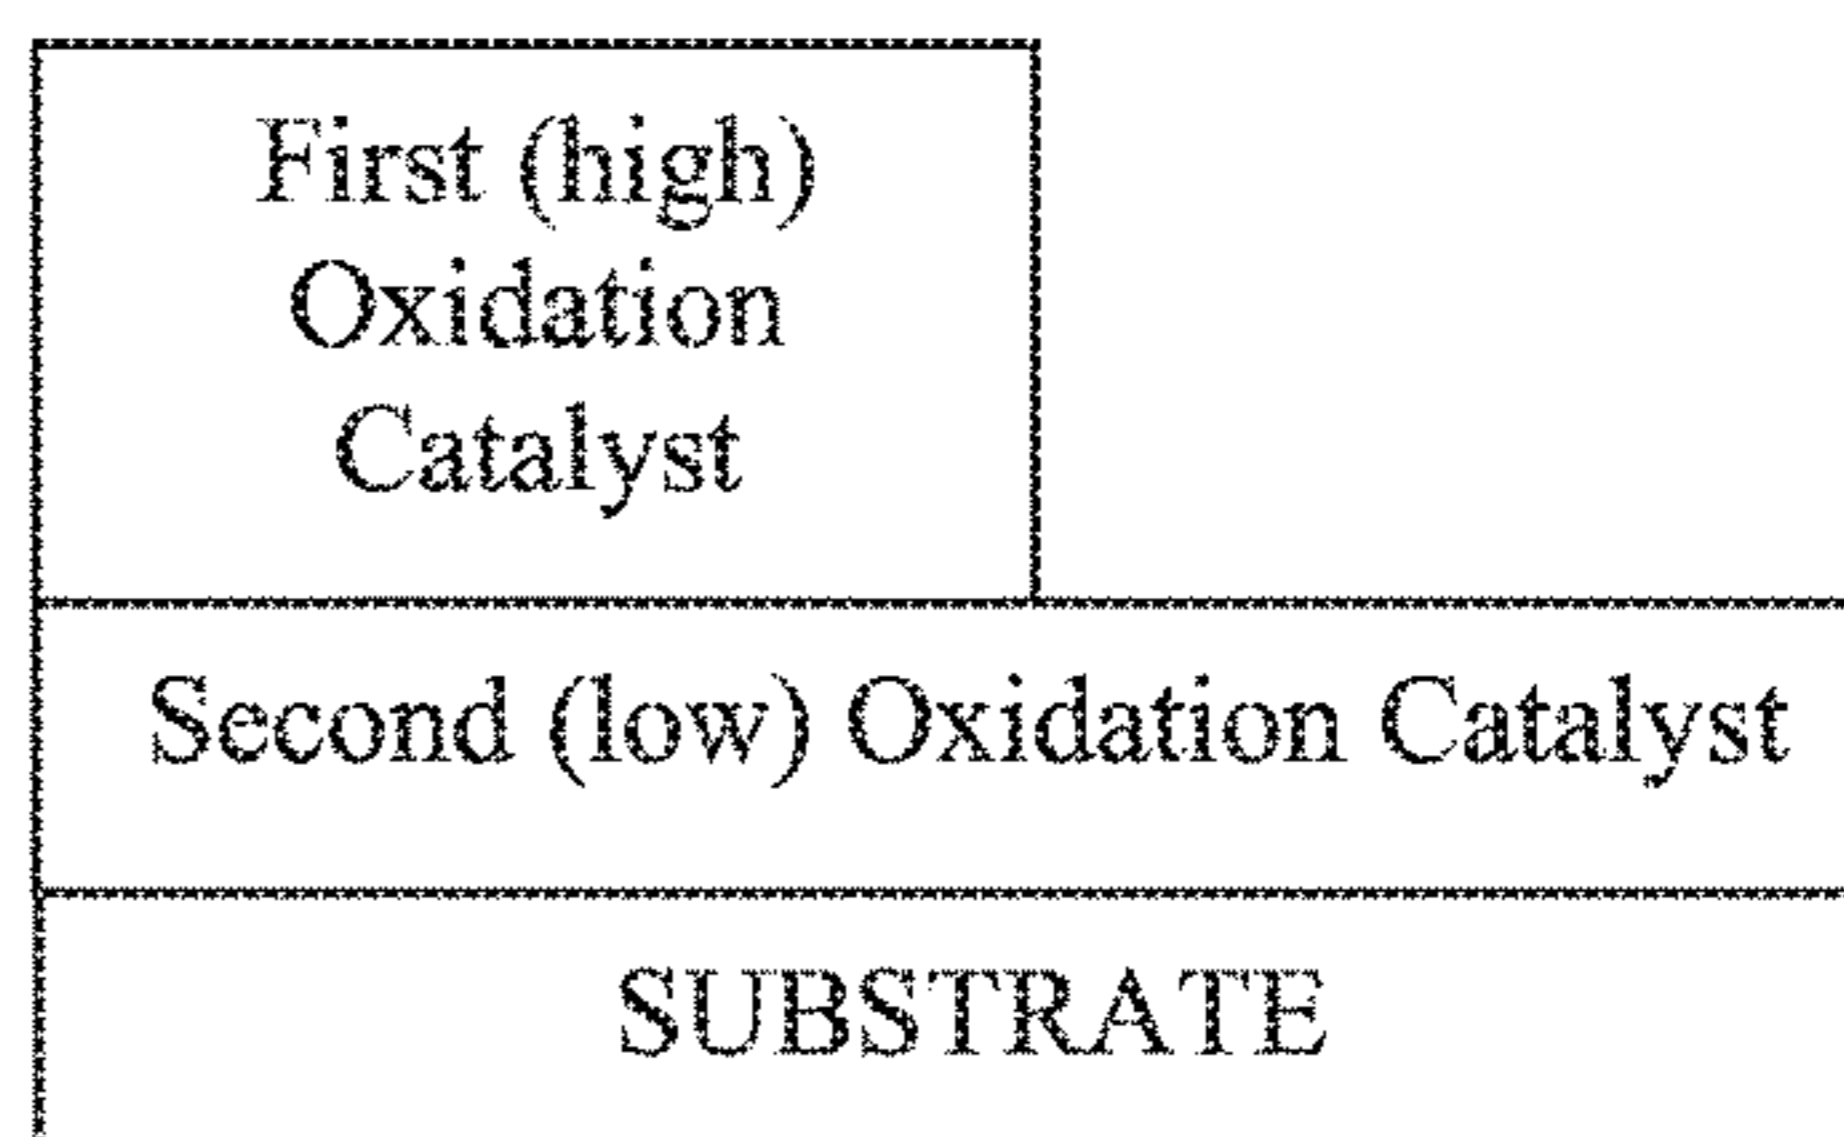 First (high)
Oxidation
Catalyst
Second (low) Oxidation Catalyst
SUBSTRATE